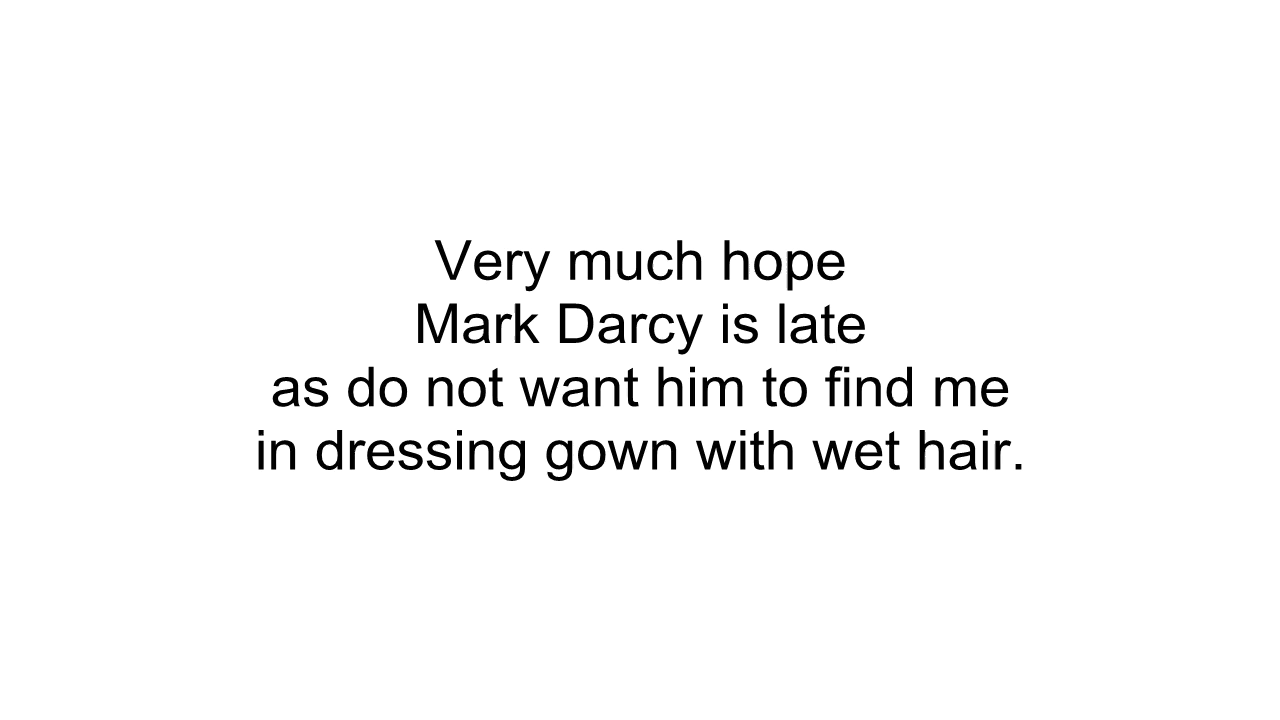 Very much hope
Mark Darcy is late
as do not want him to find me
in dressing gown with wet hair.